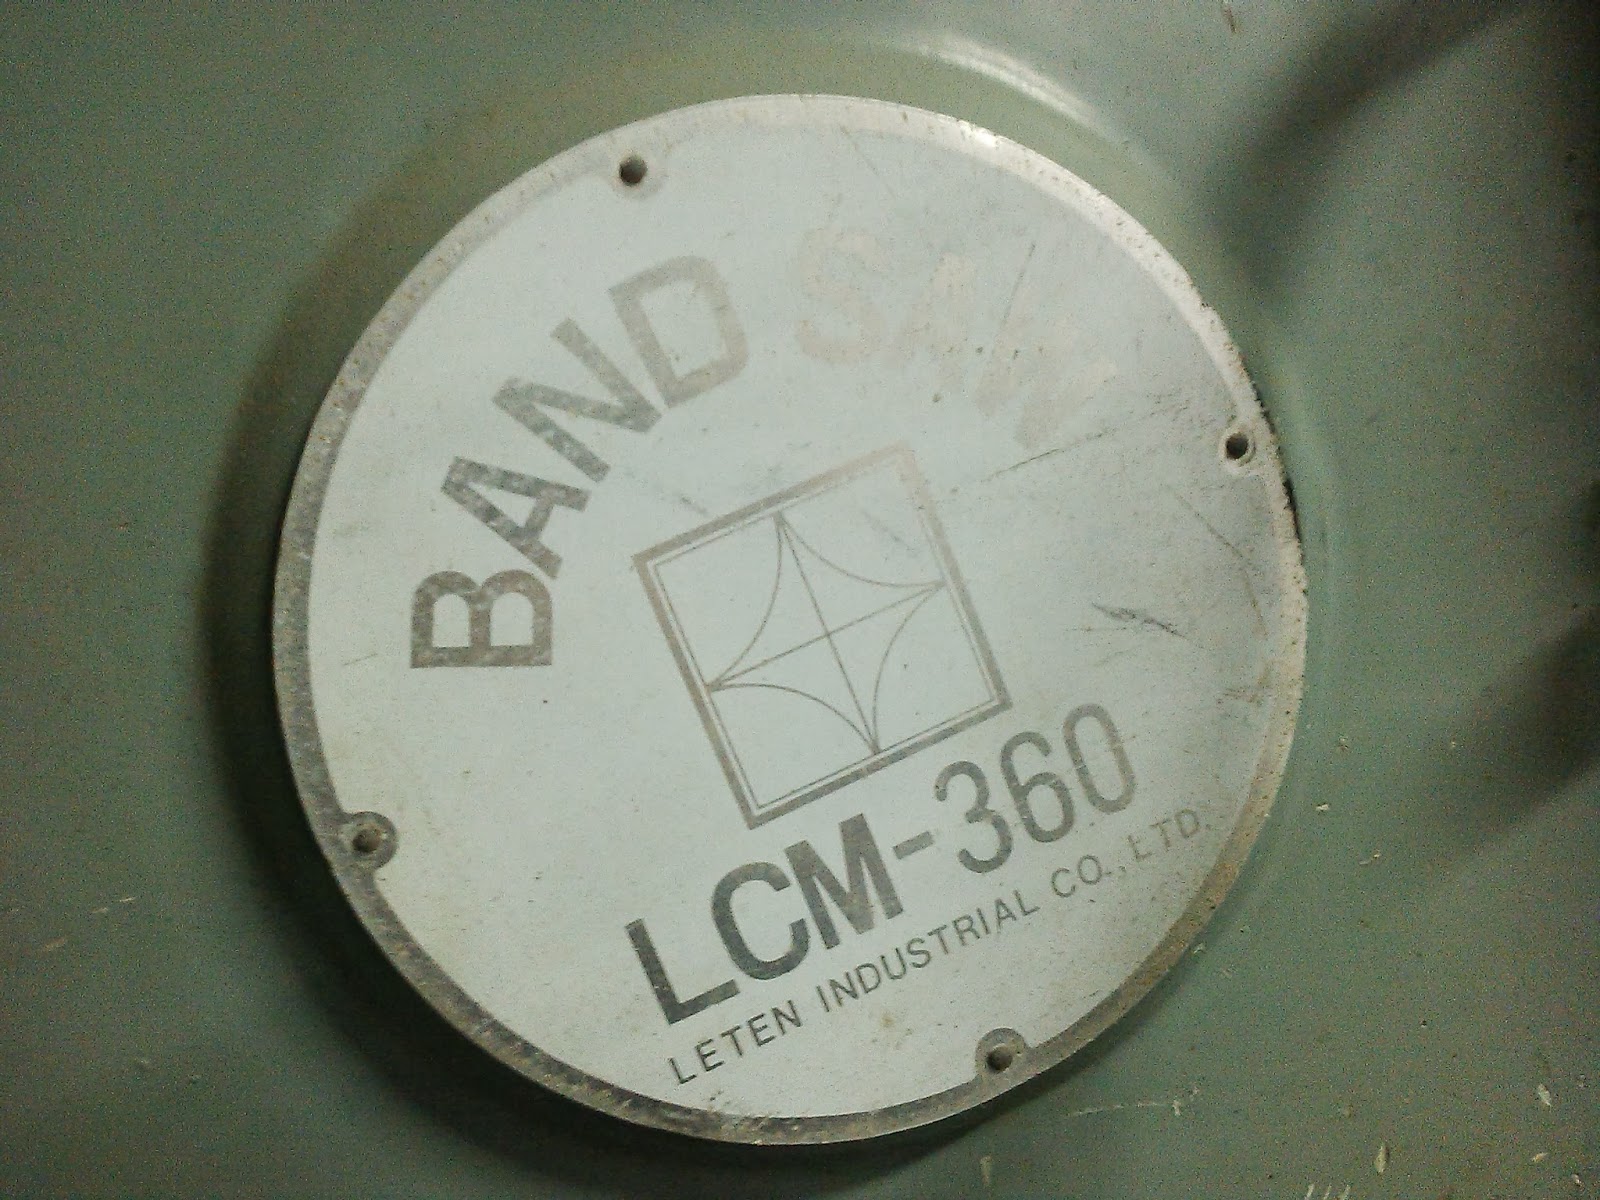 BAND SAW
LCM-360
LETEN INDUSTRIAL CO., LTD.